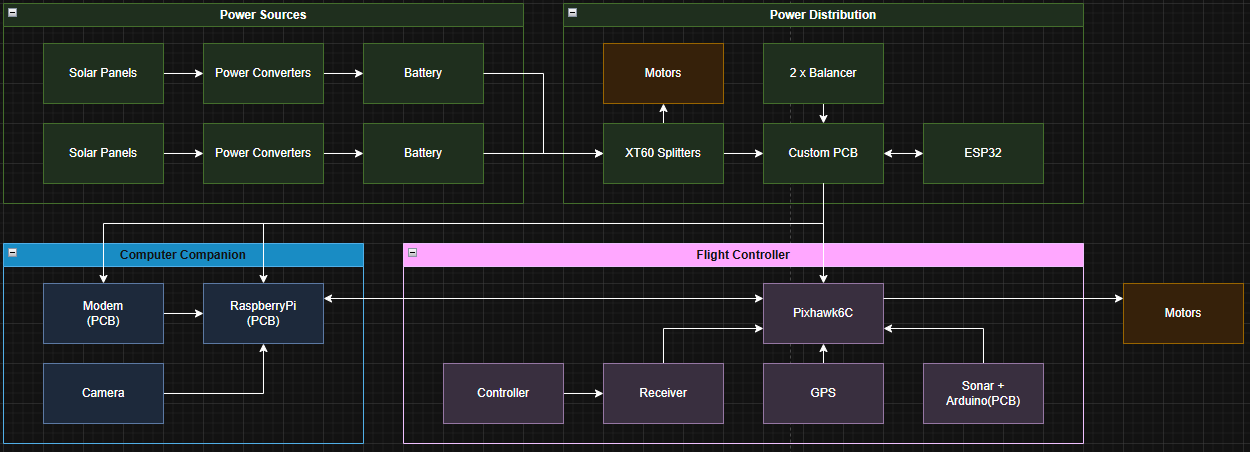 Power Sources
Power Distribution
Solar Panels
Power Converters
Battery
Motors
2 x Balancer
Solar Panels
Power Converters
Battery
XT60 Splitters
Custom PCB
ESP32
Computer Companion
Flight Controller
Modem
(PCB)
RaspberryPi
(PCB)
Pixhawk6C
Motors
Camera
Controller
Receiver
GPS
Sonar +
Arduino(PCB)